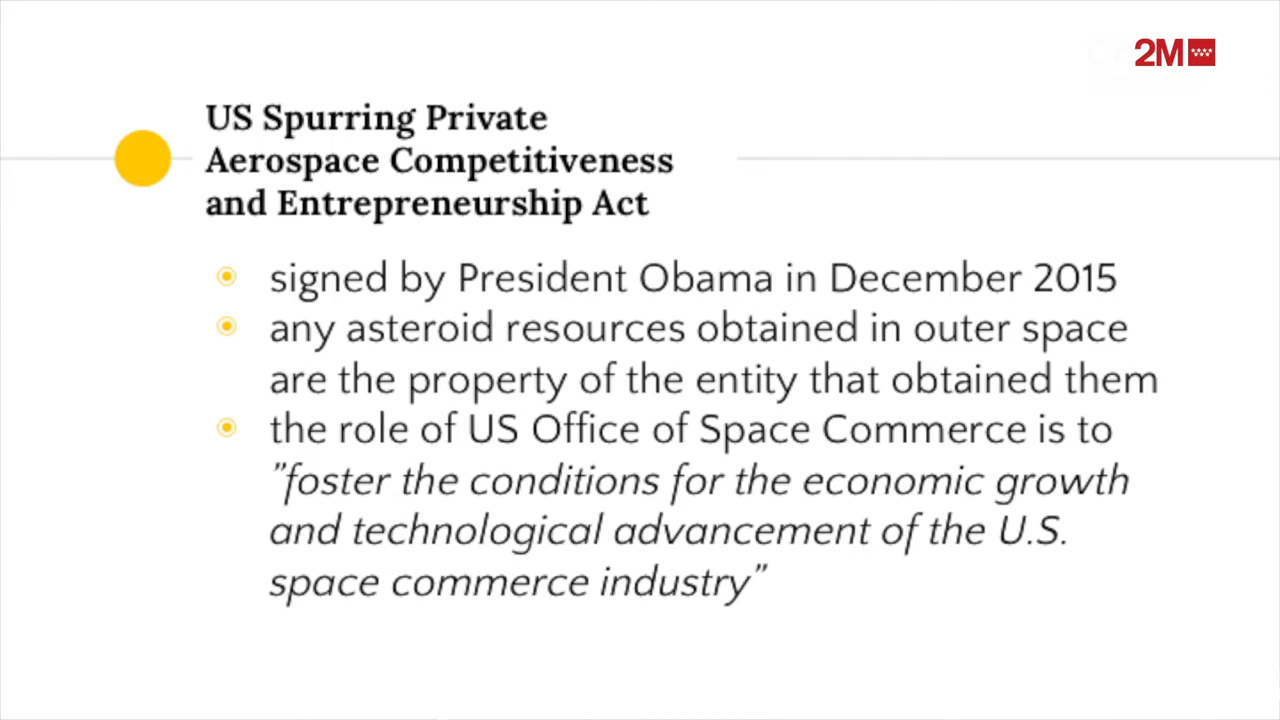 2M
US Spurring Private
Aerospace Competitiveness
and Entrepreneurship Act
signed by President Obama in December 2015
any asteroid resources obtained in outer space
are the property of the entity that obtained them
the role of US Office of Space Commerce is to
"foster the conditions for the economic growth
and technological advancement of the U.S.
space commerce industry"